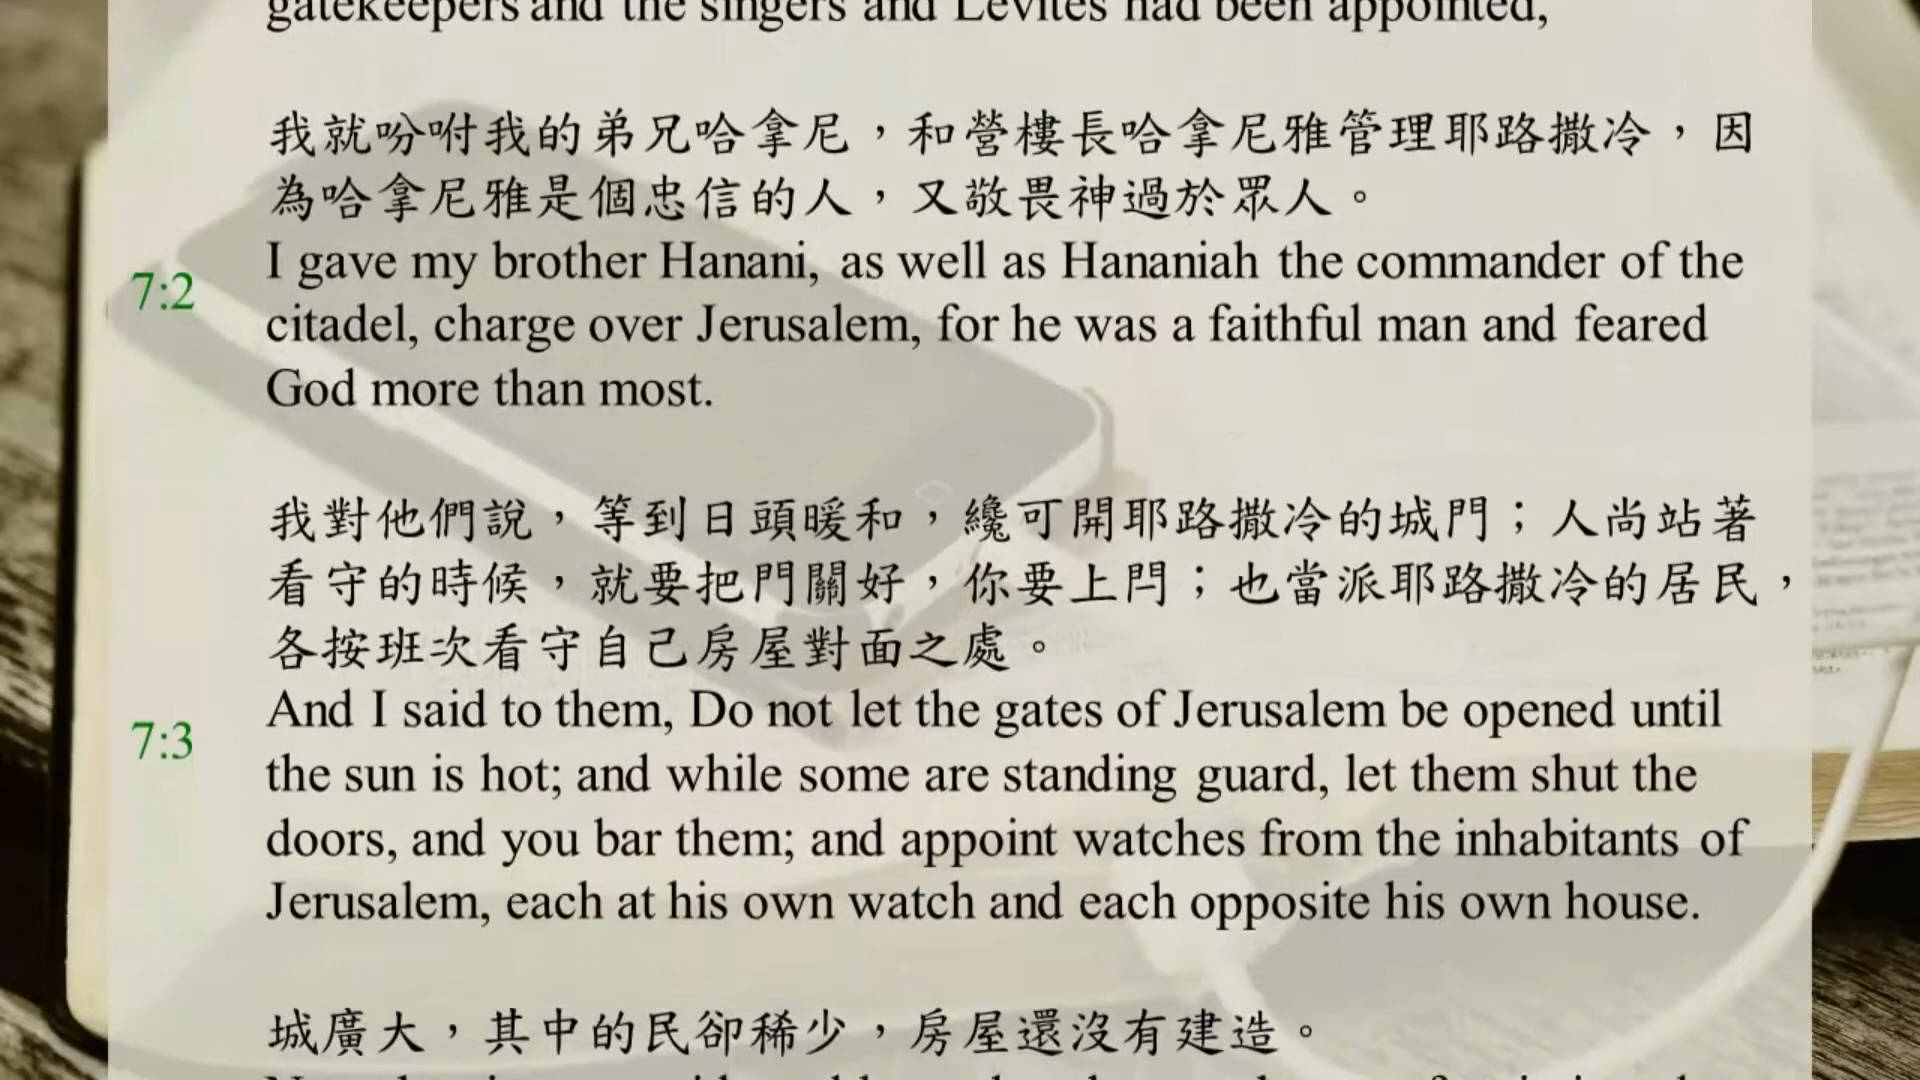 gatekeepers and the singers and Levites had been appointed,
我就吩咐我的弟兄哈拿尼，和營樓長哈拿尼雅管理耶路撒冷，因
為哈拿尼雅是個忠信的人，又敬畏神過於眾人。
7:2
I gave my brother Hanani, as well as Hananiah the commander of the
citadel, charge over Jerusalem, for he was a faithful man and feared
God more than most.
我對他們說，等到日頭暖和，纔可開耶路撒冷的城門；人尚站著
看守的時候，就要把門關好，你要上閂；也當派耶路撒冷的居民，
各按班次看守自己房屋對面之處。
7:3
And I said to them, Do not let the gates of Jerusalem be opened until
the sun is hot; and while some are standing guard, let them shut the
doors, and you bar them; and appoint watches from the inhabitants of
Jerusalem, each at his own watch and each opposite his own house.
城廣大，其中的民卻稀少，房屋還沒有建造。